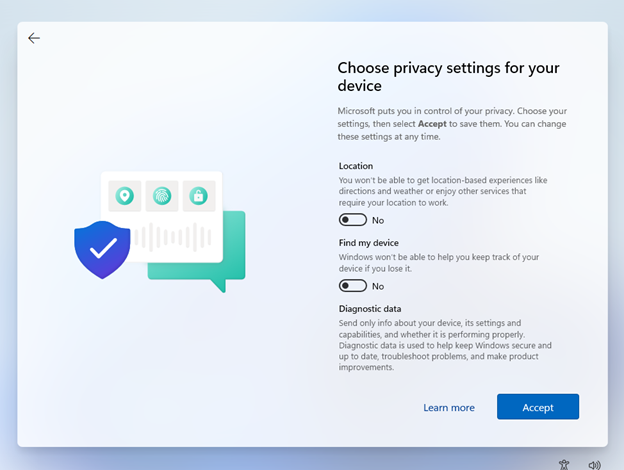 Choose privacy settings for your
device
Microsoft puts you in control of your privacy. Choose your
settings, then select Accept to save them. You can change
these settings at any time.
Location
You won't be able to get location-based experiences like
directions and weather or enjoy other services that
require your location to work.
No
Find my device
Windows won't be able to help you keep track of your
device if you lose it.
No
Diagnostic data
Send only info about your device, its settings and
capabilities, and whether it is performing properly.
Diagnostic data is used to help keep Windows secure and
up to date, troubleshoot problems, and make product
improvements.
Learn more
Accept